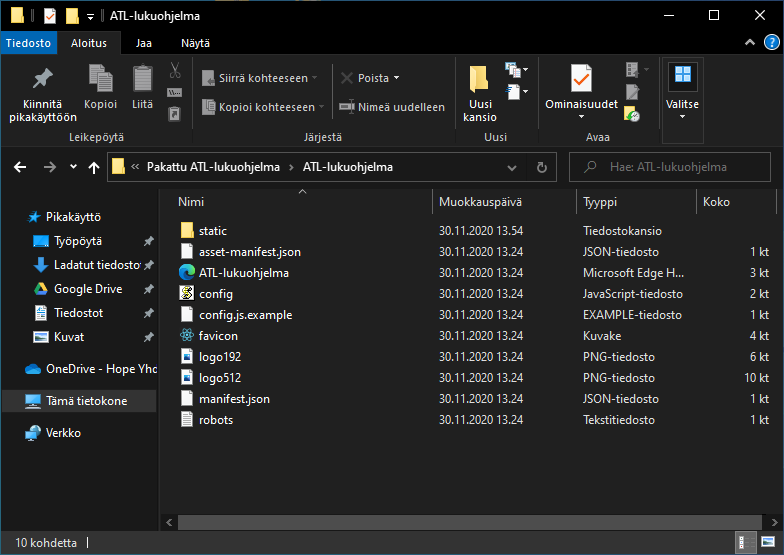 ATL-lukuohjelma
Tiedosto Aloitus Jaa Näytä
Kiinnitä pikakäyttöön
Kopioi
Liitä
Leikepöytä
Siirrä kohteeseen
Kopioi kohteeseen
Poista
Nimeä uudelleen
Järjestä
Uusi kansio
Uusi
Ominaisuudet
Avaa
Valitse
« Pakattu ATL-lukuohjelma › ATL-lukuohjelma
Hae: ATL-lukuohjelma
Nimi Muokkauspäivä Tyyppi Koko
Pikakäyttö
Työpöytä
Ladatut tiedosto
Google Drive
Tiedostot
Kuvat
OneDrive - Hope Yho
Tämä tietokone
Verkko
static 30.11.2020 13.54 Tiedostokansio
asset-manifest.json 30.11.2020 13.24 JSON-tiedosto 1 kt
ATL-lukuohjelma 30.11.2020 13.24 Microsoft Edge H... 3 kt
config 30.11.2020 13.24 JavaScript-tiedosto 2 kt
config.js.example 30.11.2020 13.24 EXAMPLE-tiedosto 1 kt
favicon 30.11.2020 13.24 Kuvake 4 kt
logo192 30.11.2020 13.24 PNG-tiedosto 6 kt
logo512 30.11.2020 13.24 PNG-tiedosto 10 kt
manifest.json 30.11.2020 13.24 JSON-tiedosto 1 kt
robots 30.11.2020 13.24 Tekstitiedosto 1 kt
10 kohdetta